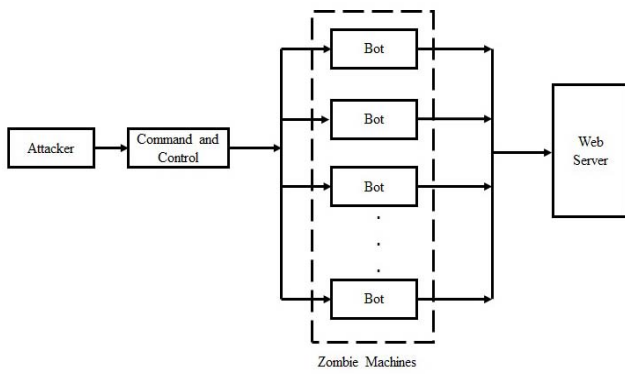 Attacker
Command and
Control
Bot
Bot
Bot
.
.
.
Bot
Web
Server
Zombie Machines